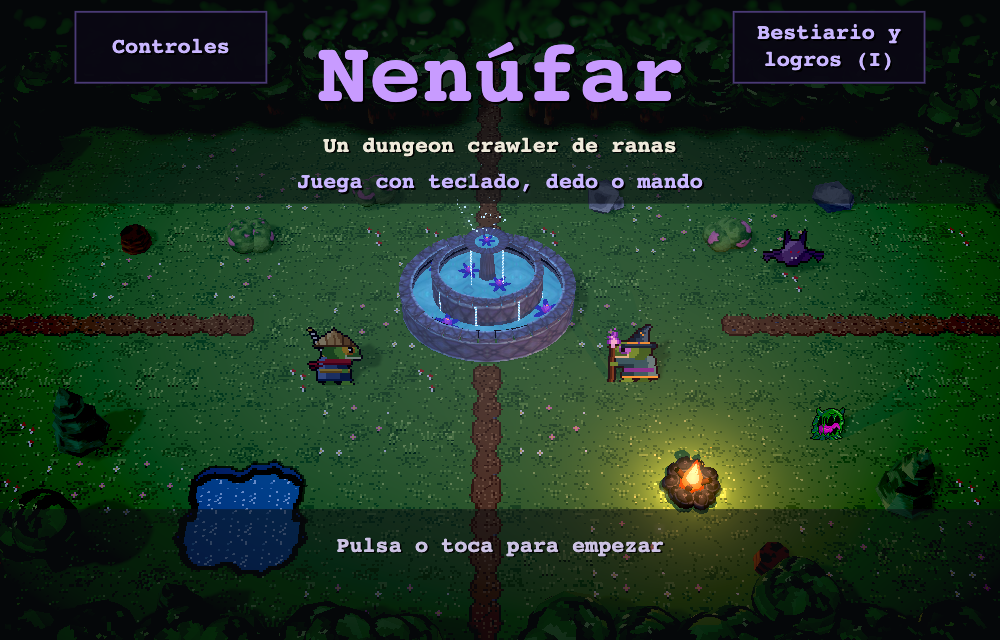 Controles
Bestiario y
logros (I)
Nenúfar
Un dungeon crawler de ranas
Juega con teclado, dedo o mando
Pulsa o toca para empezar